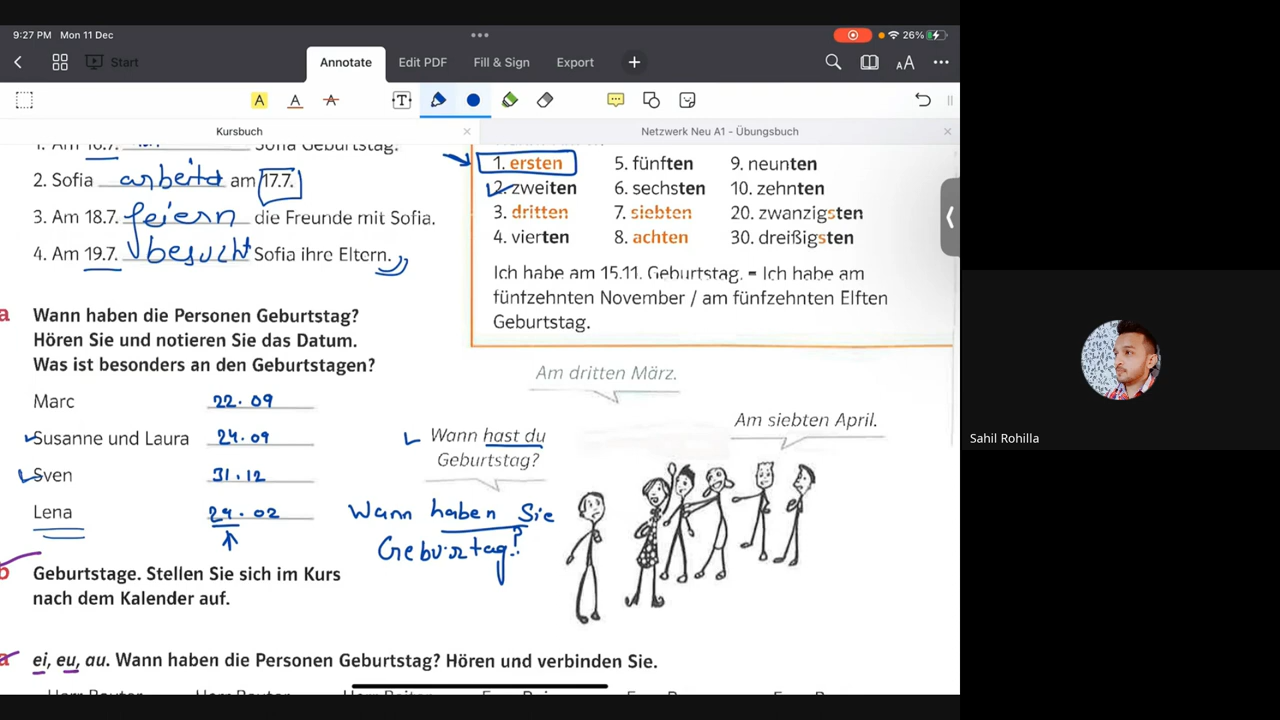 9:27 PM Mon 11 Dec
26%
Start
Annotate
Edit PDF
Fill & Sign
Export
Kursbuch
Netzwerk Neu A1 - Übungsbuch
1. Am 16.7. Sofia Geburtstag.
2. Sofia arbeitet am 17.7.
3. Am 18.7. feiern die Freunde mit Sofia.
4. Am 19.7. besucht Sofia ihre Eltern.
1. ersten 5. fünften 9. neunten
2. zweiten 6. sechsten 10. zehnten
3. dritten 7. siebten 20. zwanzigsten
4. vierten 8. achten 30. dreißigsten
Ich habe am 15.11. Geburtstag. = Ich habe am
fünfzehnten November / am fünfzehnten Elften
Geburtstag.
a Wann haben die Personen Geburtstag?
Hören Sie und notieren Sie das Datum.
Was ist besonders an den Geburtstagen?
Marc 22.09
Susanne und Laura 24.09
Sven 31.12
Lena 29.02
Am dritten März.
Am siebten April.
Wann hast du
Geburtstag?
Wann haben Sie
Geburtag?
b Geburtstage. Stellen Sie sich im Kurs
nach dem Kalender auf.
a ei, eu, au. Wann haben die Personen Geburtstag? Hören und verbinden Sie.
Sahil Rohilla